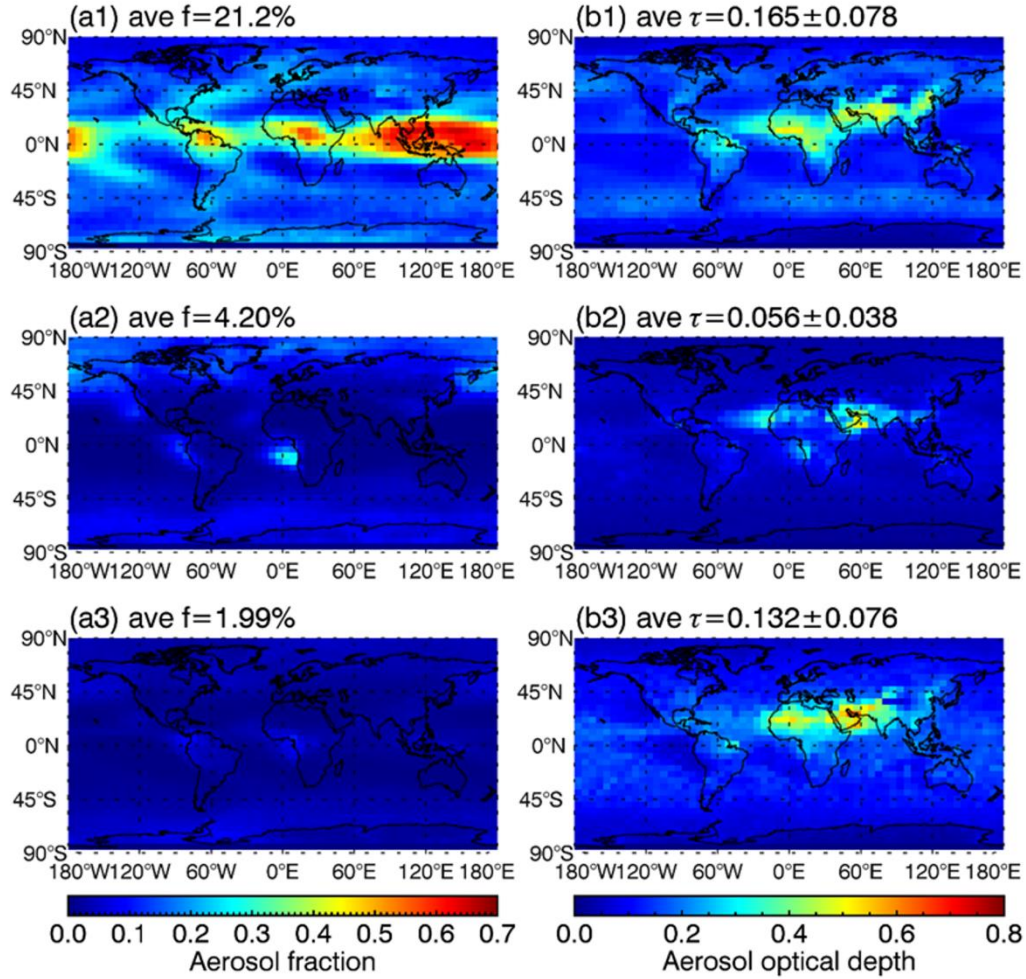 (a1) ave f=21.2%
90°N
45°N
0°N
45°S
90°S
180°W120°W 60°W 0°E 60°E 120°E 180°E
(b1) ave τ=0.165±0.078
90°N
45°N
0°N
45°S
90°S
180°W120°W 60°W 0°E 60°E 120°E 180°E
(a2) ave f=4.20%
90°N
45°N
0°N
45°S
90°S
180°W120°W 60°W 0°E 60°E 120°E 180°E
(b2) ave τ=0.056±0.038
90°N
45°N
0°N
45°S
90°S
180°W120°W 60°W 0°E 60°E 120°E 180°E
(a3) ave f=1.99%
90°N
45°N
0°N
45°S
90°S
180°W120°W 60°W 0°E 60°E 120°E 180°E
(b3) ave τ=0.132±0.076
90°N
45°N
0°N
45°S
90°S
180°W120°W 60°W 0°E 60°E 120°E 180°E
0.0 0.1 0.2 0.3 0.4 0.5 0.6 0.7
Aerosol fraction
0.0 0.2 0.4 0.6 0.8
Aerosol optical depth